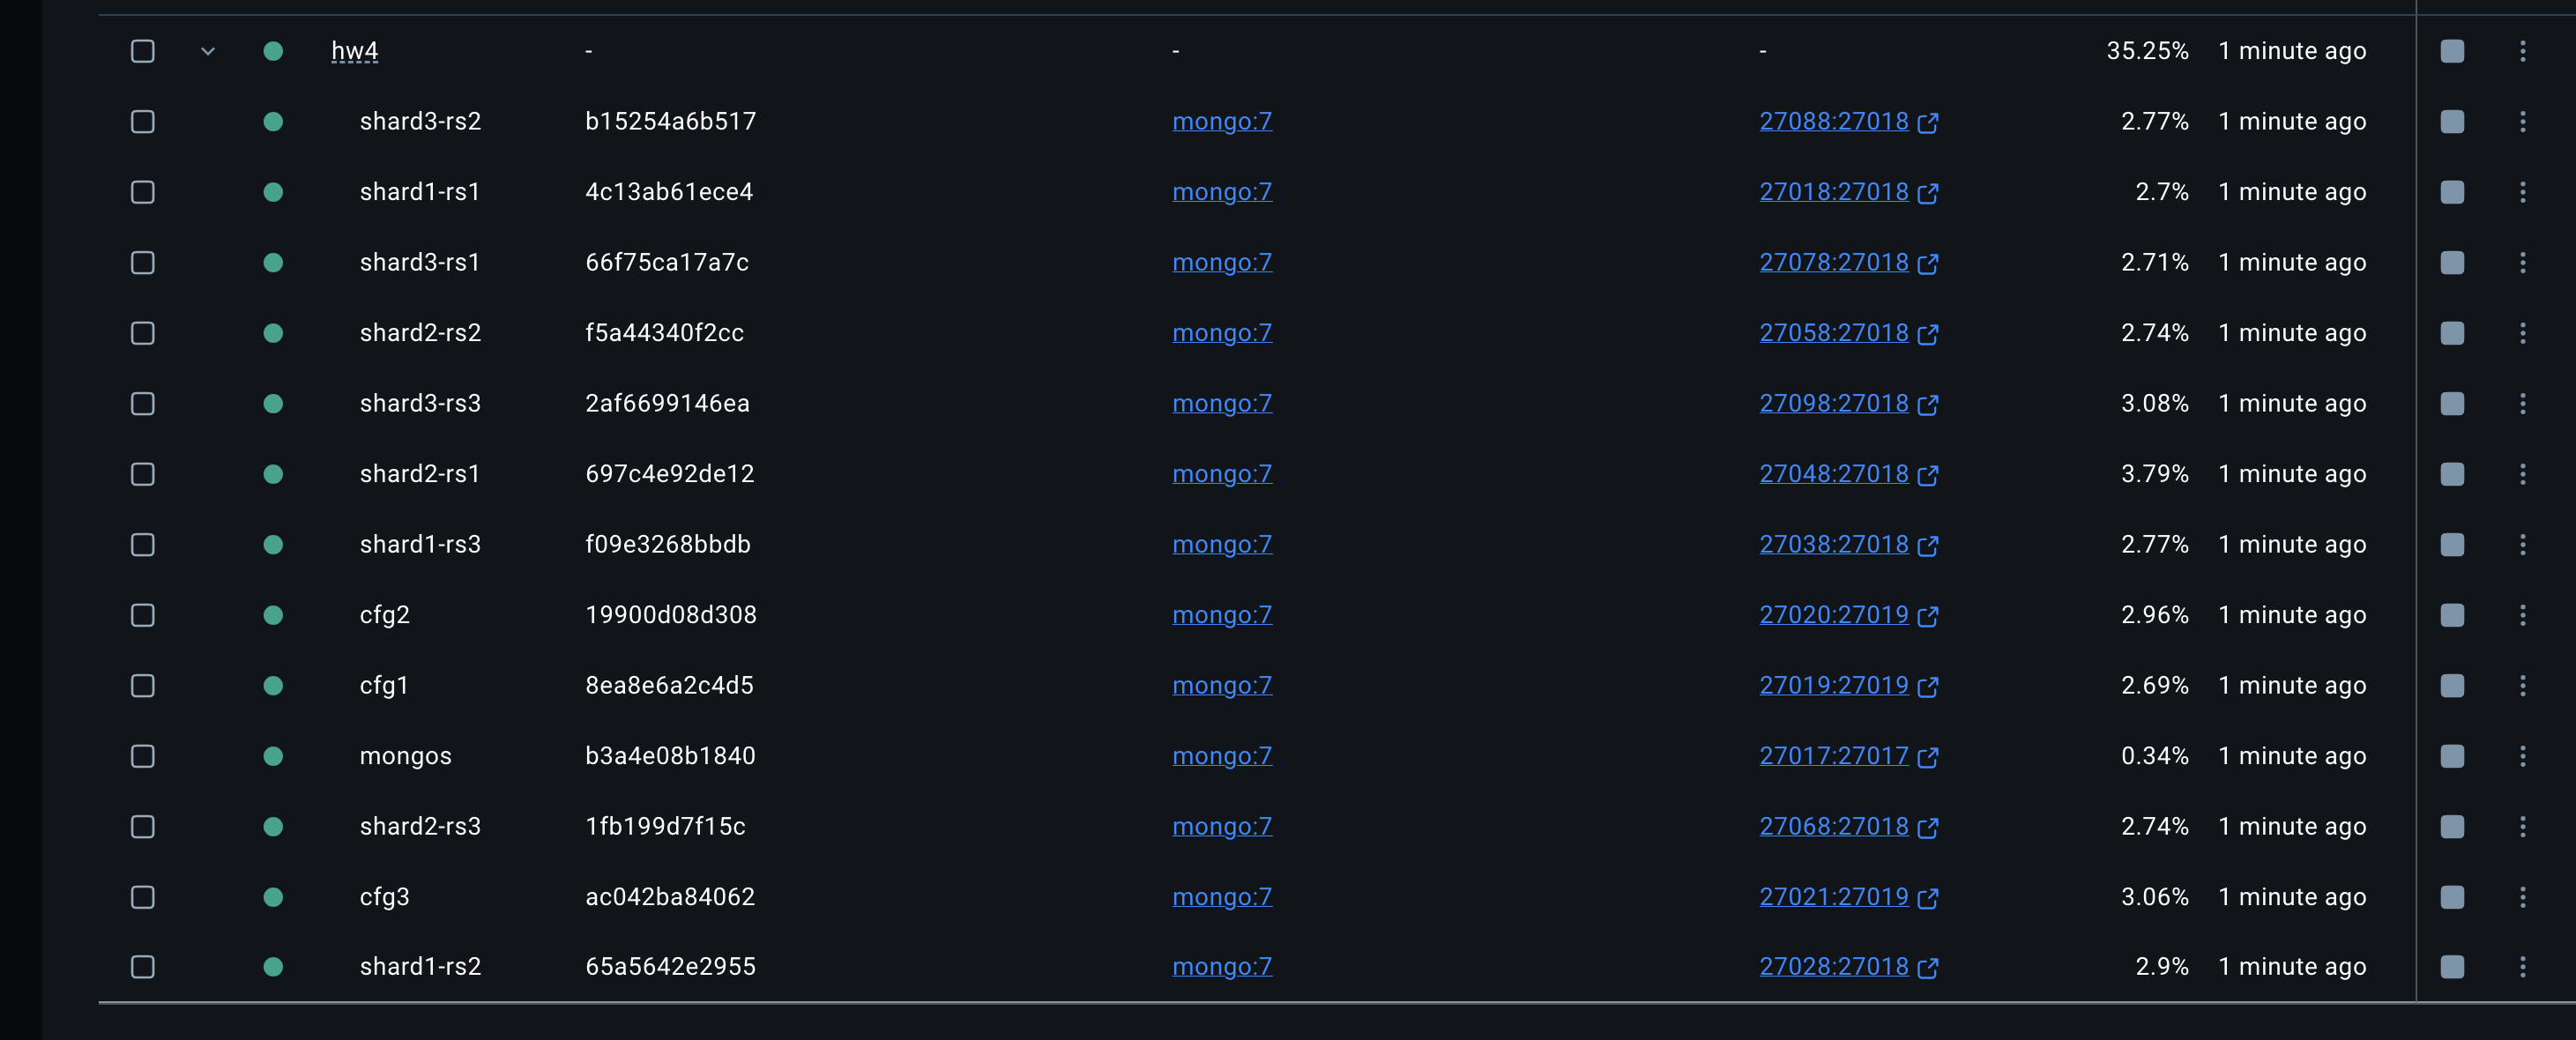 hw4 - - - 35.25% 1 minute ago
shard3-rs2 b15254a6b517 mongo:7 27088:27018 2.77% 1 minute ago
shard1-rs1 4c13ab61ece4 mongo:7 27018:27018 2.7% 1 minute ago
shard3-rs1 66f75ca17a7c mongo:7 27078:27018 2.71% 1 minute ago
shard2-rs2 f5a44340f2cc mongo:7 27058:27018 2.74% 1 minute ago
shard3-rs3 2af6699146ea mongo:7 27098:27018 3.08% 1 minute ago
shard2-rs1 697c4e92de12 mongo:7 27048:27018 3.79% 1 minute ago
shard1-rs3 f09e3268bbdb mongo:7 27038:27018 2.77% 1 minute ago
cfg2 19900d08d308 mongo:7 27020:27019 2.96% 1 minute ago
cfg1 8ea8e6a2c4d5 mongo:7 27019:27019 2.69% 1 minute ago
mongos b3a4e08b1840 mongo:7 27017:27017 0.34% 1 minute ago
shard2-rs3 1fb199d7f15c mongo:7 27068:27018 2.74% 1 minute ago
cfg3 ac042ba84062 mongo:7 27021:27019 3.06% 1 minute ago
shard1-rs2 65a5642e2955 mongo:7 27028:27018 2.9% 1 minute ago